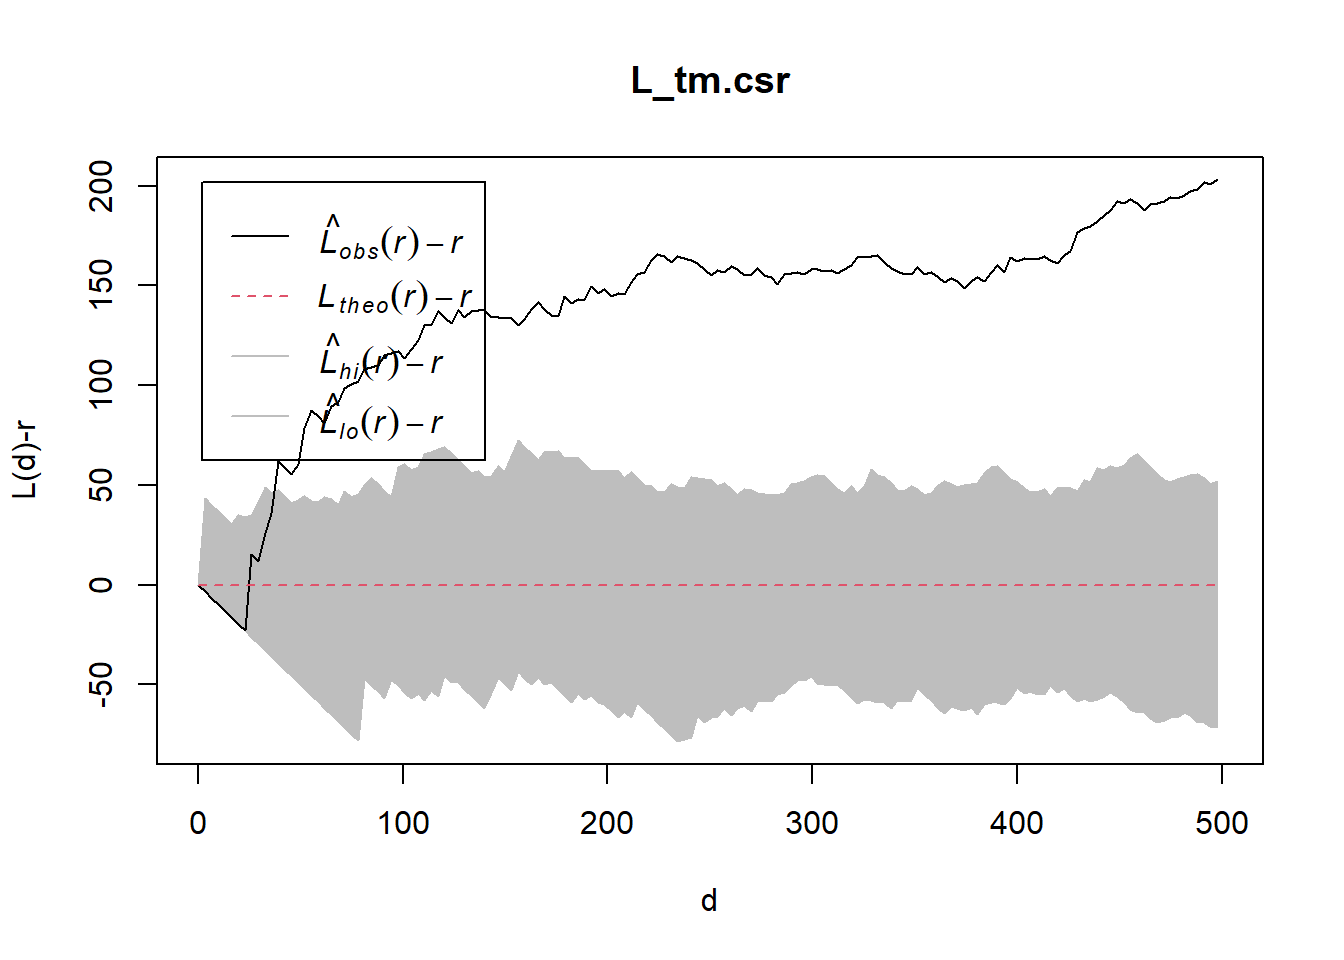 L_tm.csr
L̂obs(r) – r
Ltheo(r) – r
L̂hi(r) – r
L̂lo(r) – r
L(d)-r
200
150
100
50
0
-50
0 100 200 300 400 500
d